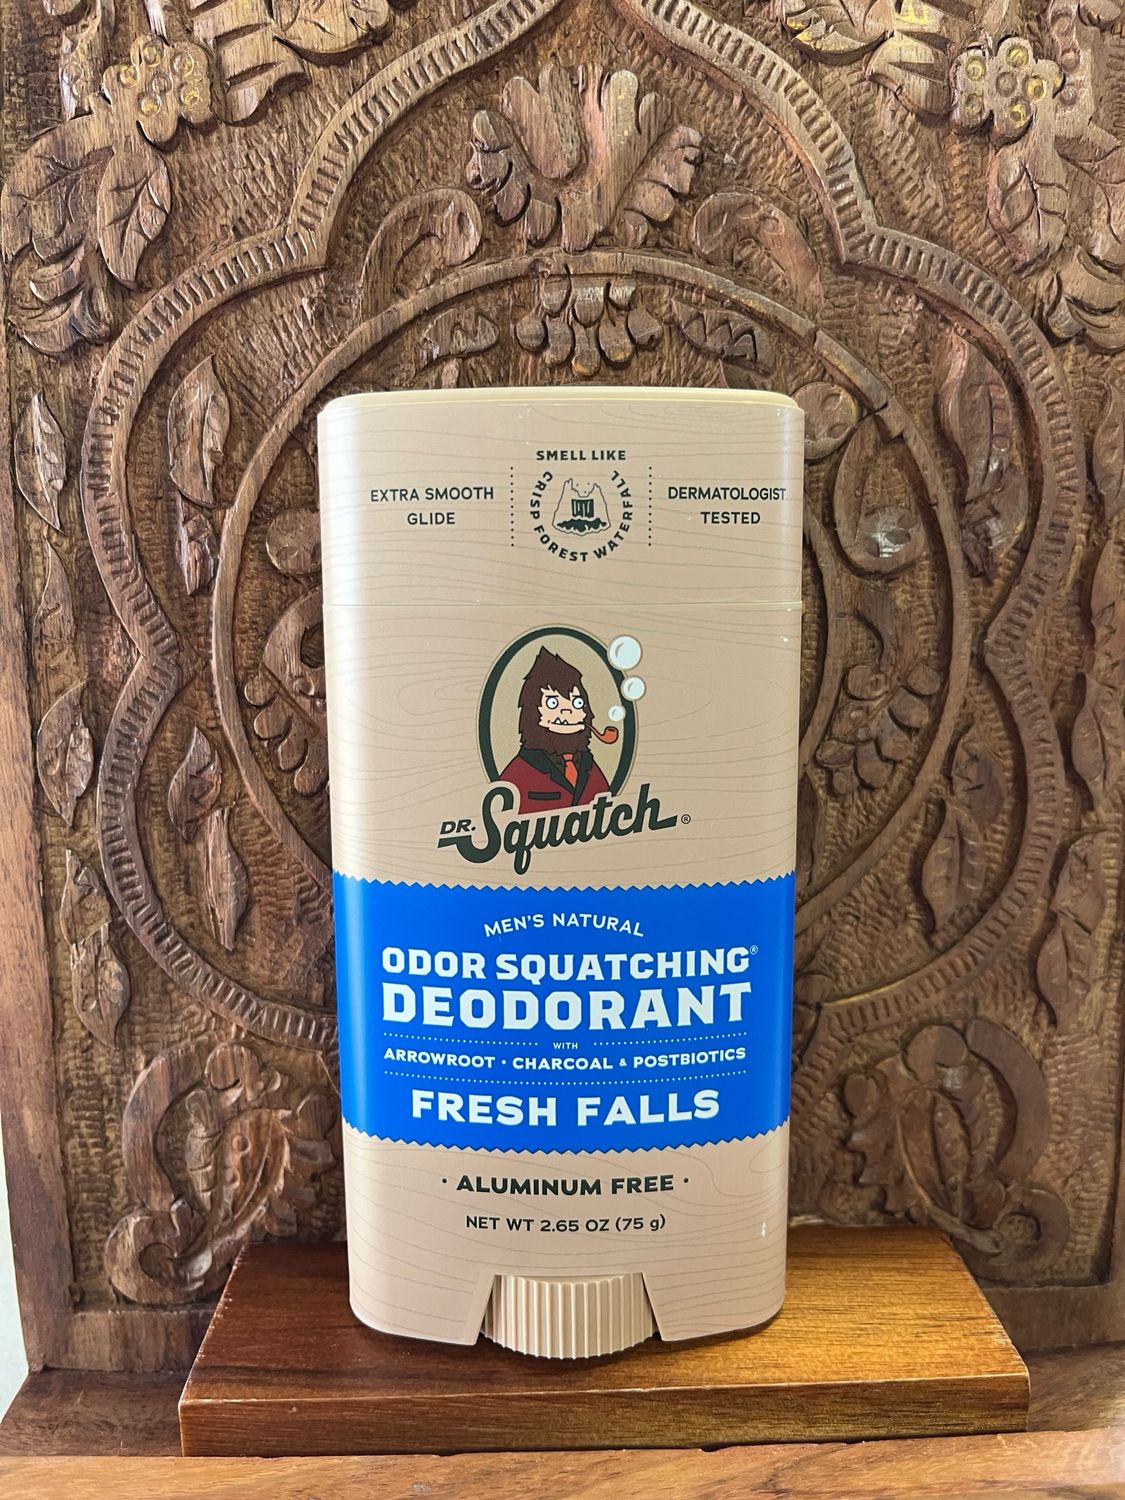 SMELL LIKE
CRISP FOREST WATERFALL
EXTRA SMOOTH
GLIDE
DERMATOLOGIST
TESTED
DR. Squatch®
MEN'S NATURAL
ODOR SQUATCHING®
DEODORANT
WITH
ARROWROOT • CHARCOAL & POSTBIOTICS
FRESH FALLS
• ALUMINUM FREE •
NET WT 2.65 OZ (75 g)